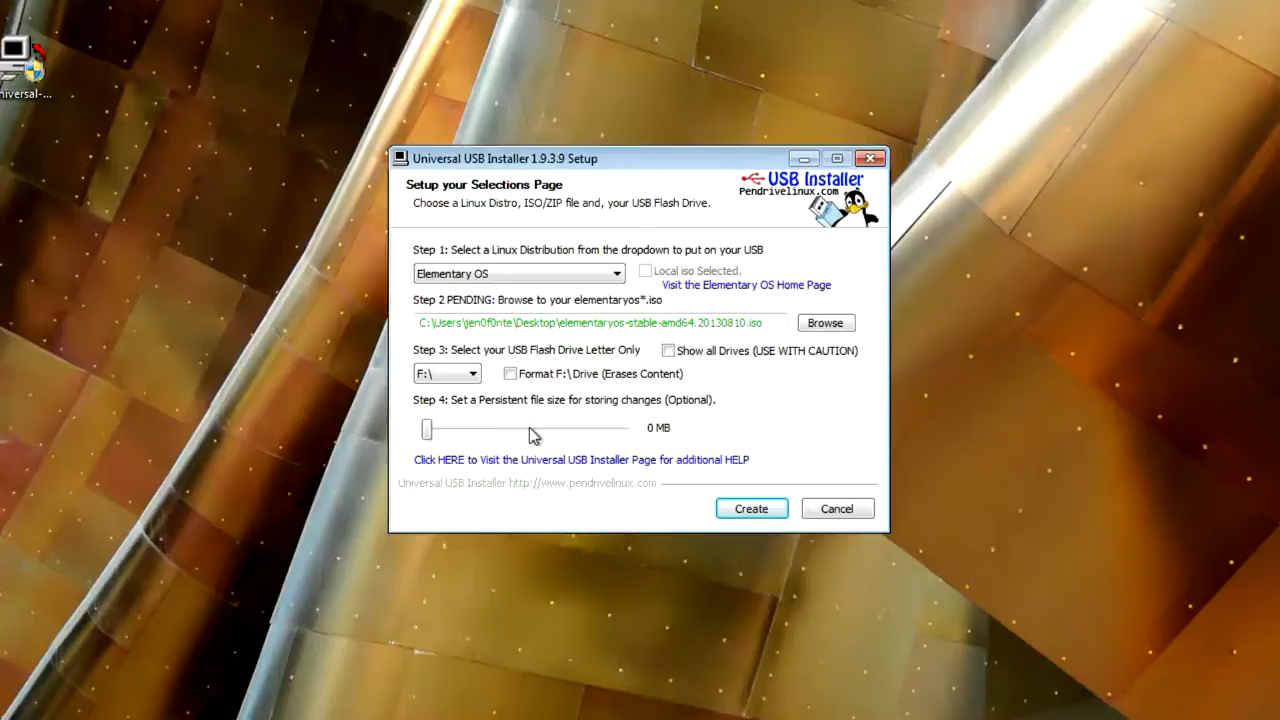 niversal-...
Universal USB Installer 1.9.3.9 Setup
Setup your Selections Page
Choose a Linux Distro, ISO/ZIP file and, your USB Flash Drive.
USB Installer
Pendrivelinux.com
Step 1: Select a Linux Distribution from the dropdown to put on your USB
Elementary OS
Local iso Selected.
Visit the Elementary OS Home Page
Step 2 PENDING: Browse to your elementaryos*.iso
C:\Users\jen0f0nte\Desktop\elementaryos-stable-amd64.20130810.iso
Browse
Step 3: Select your USB Flash Drive Letter Only
Show all Drives (USE WITH CAUTION)
F:\
Format F:\ Drive (Erases Content)
Step 4: Set a Persistent file size for storing changes (Optional).
0 MB
Click HERE to Visit the Universal USB Installer Page for additional HELP
Universal USB Installer http://www.pendrivelinux.com
Create
Cancel